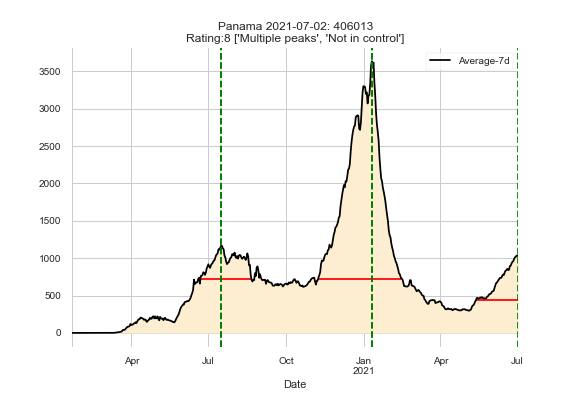 Panama 2021-07-02: 406013
Rating:8 ['Multiple peaks', 'Not in control']
Average-7d
3500
3000
2500
2000
1500
1000
500
0
Apr
Jul
Oct
Jan
2021
Apr
Jul
Date